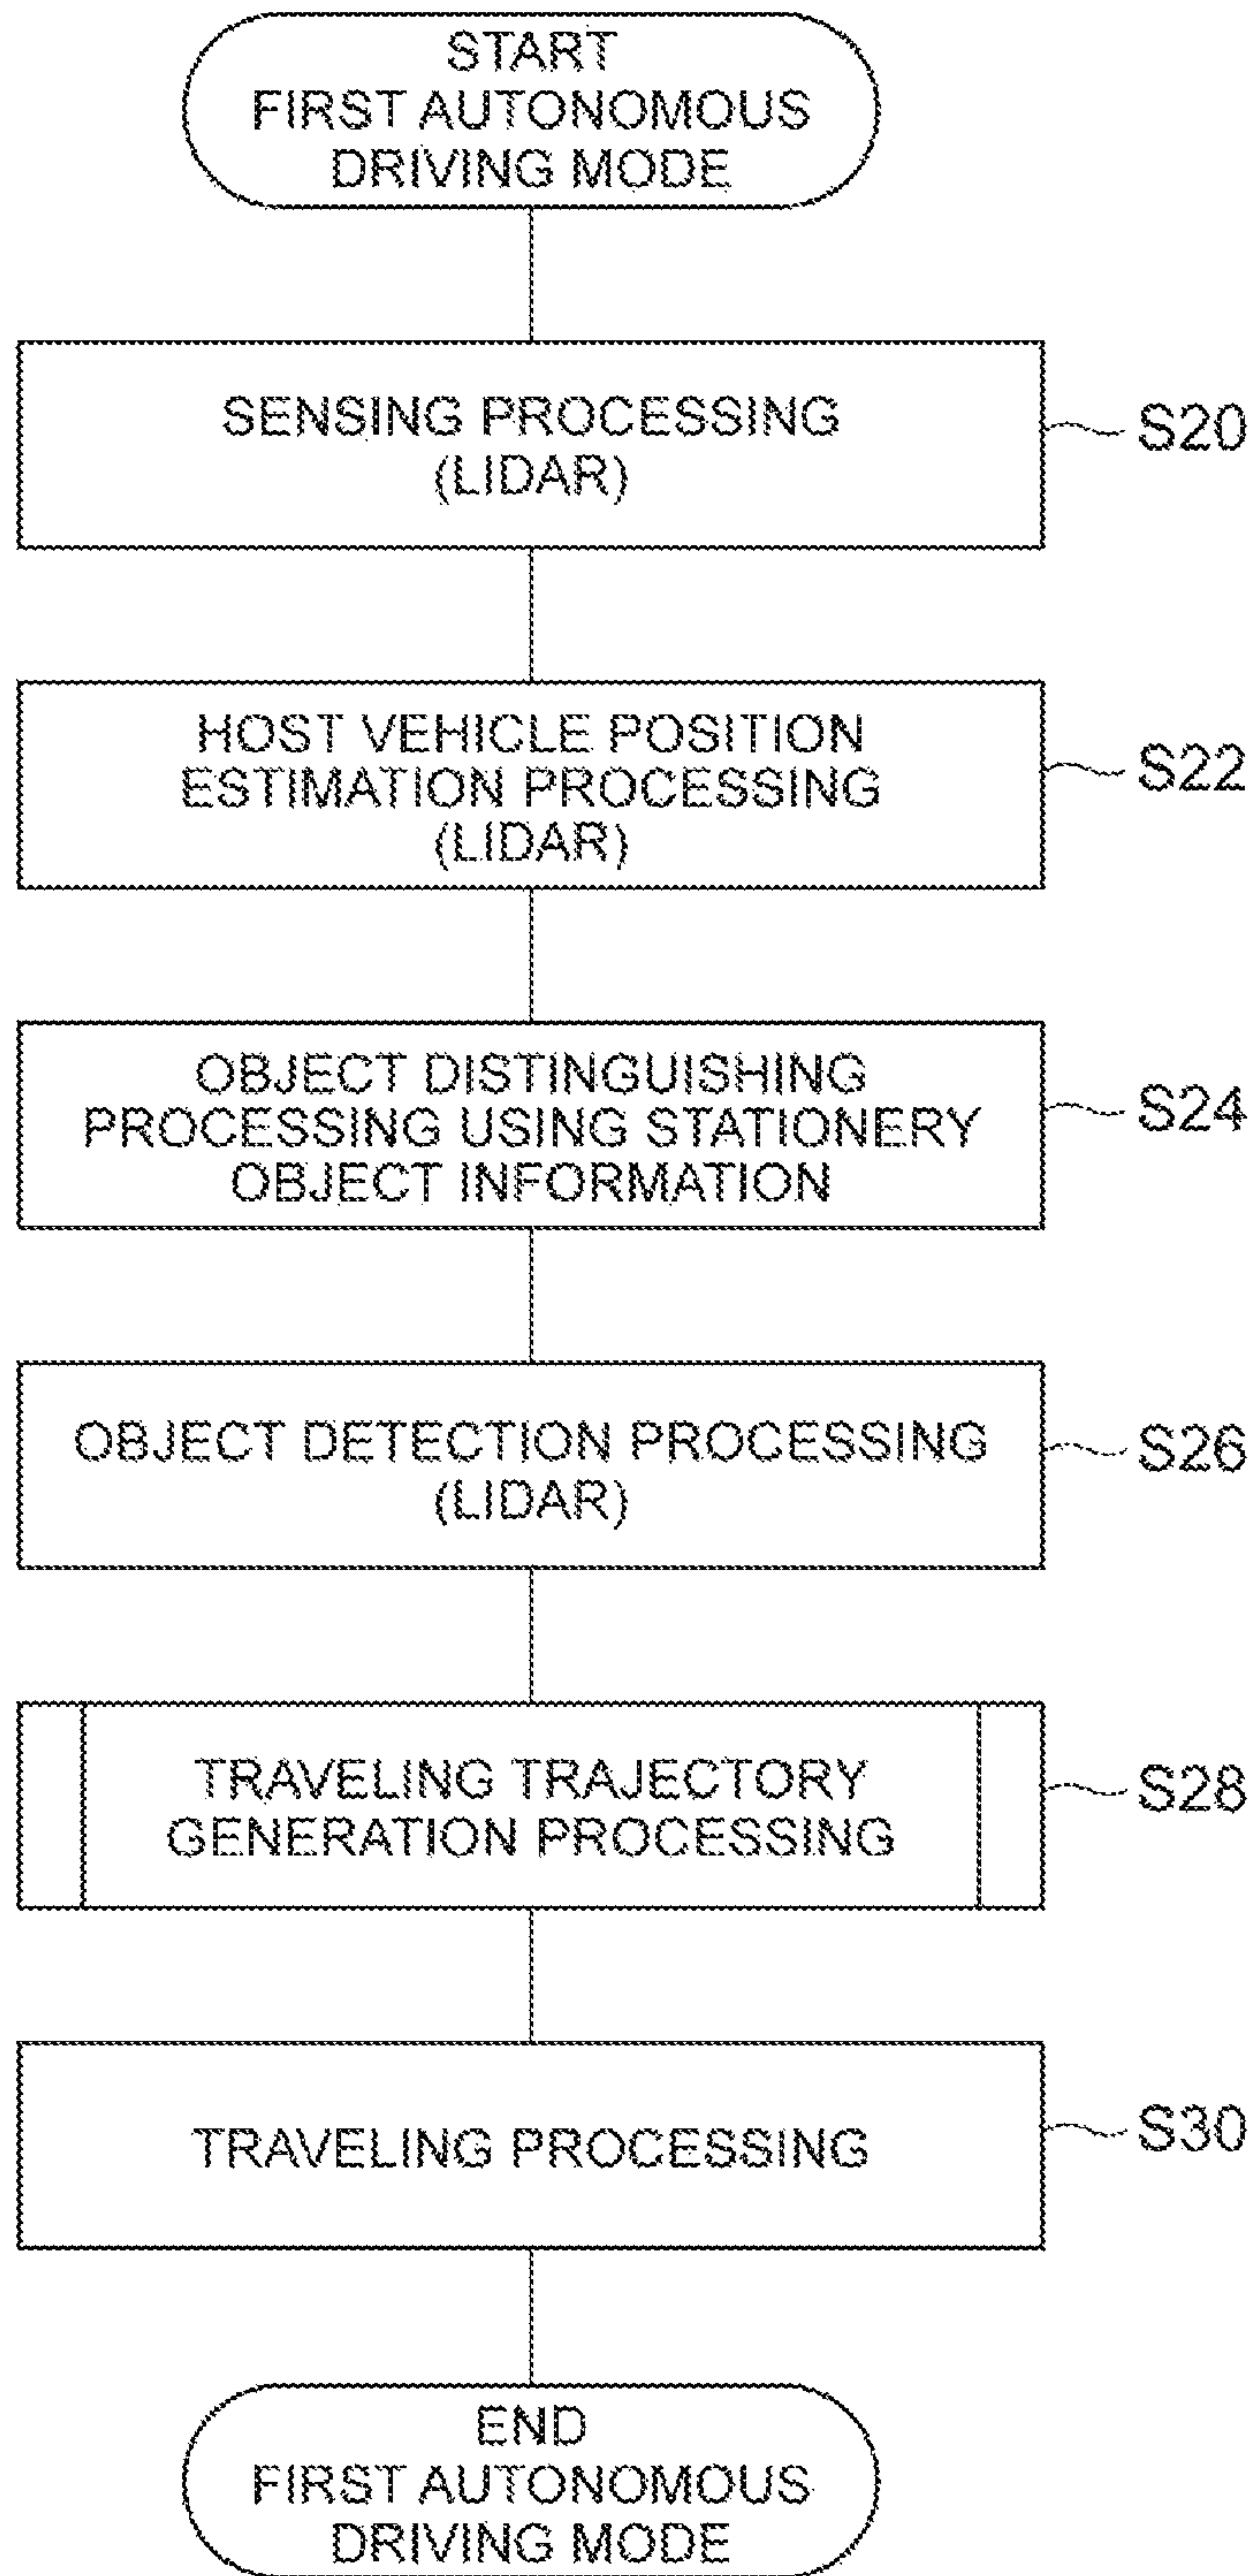 START
FIRST AUTONOMOUS
DRIVING MODE
SENSING PROCESSING
(LIDAR)
S20
HOST VEHICLE POSITION
ESTIMATION PROCESSING
(LIDAR)
S22
OBJECT DISTINGUISHING
PROCESSING USING STATIONERY
OBJECT INFORMATION
S24
OBJECT DETECTION PROCESSING
(LIDAR)
S26
TRAVELING TRAJECTORY
GENERATION PROCESSING
S28
TRAVELING PROCESSING
S30
END
FIRST AUTONOMOUS
DRIVING MODE